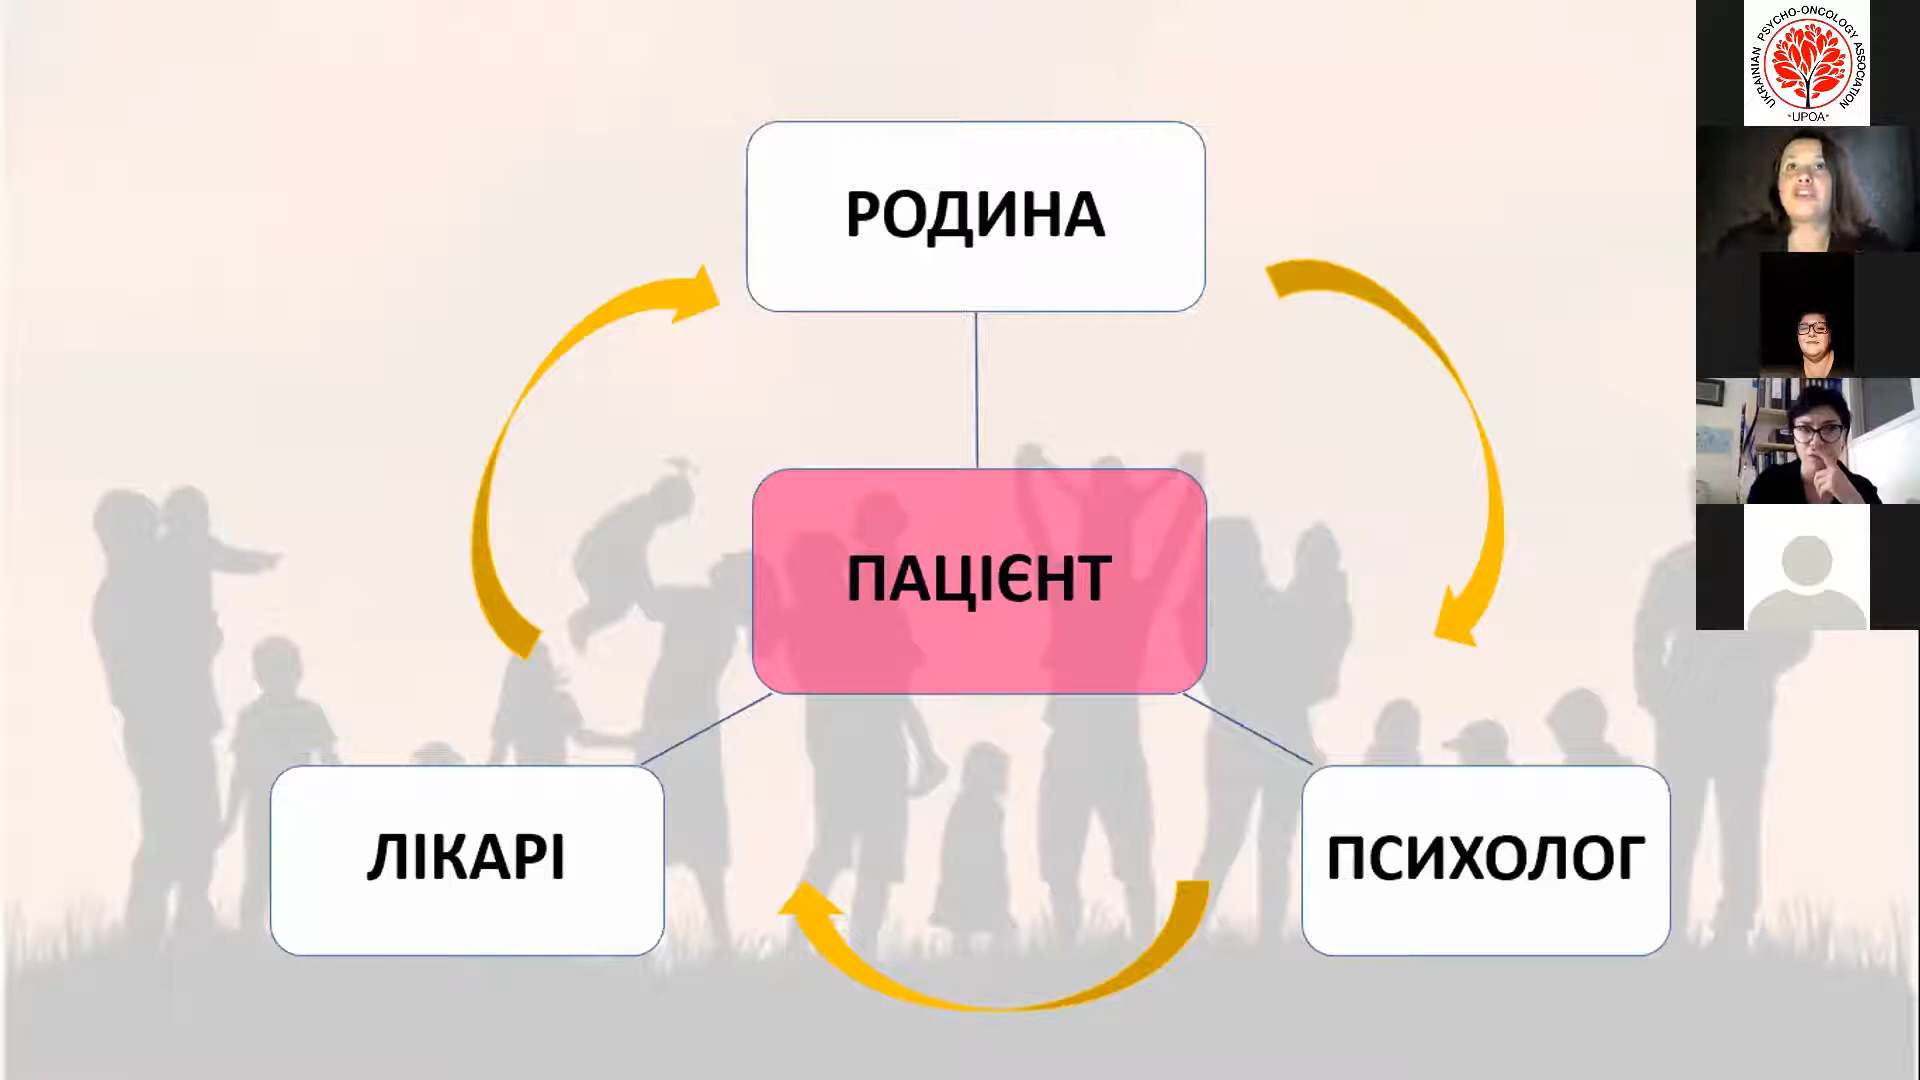 UKRAINIAN PSYCHO-ONCOLOGY ASSOCIATION
•UPOA•
РОДИНА
ПАЦІЄНТ
ЛІКАРІ
ПСИХОЛОГ